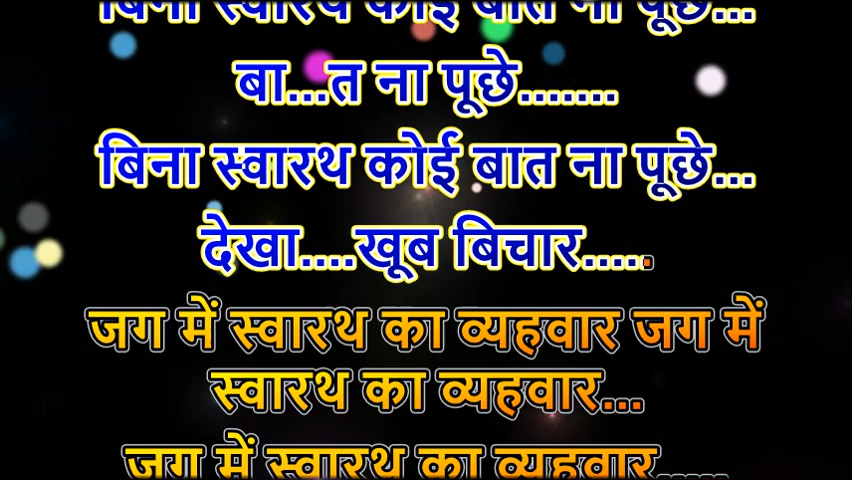 बिना स्वारथ कोई बात ना पूछे...
बा...त ना पूछे.......
बिना स्वारथ कोई बात ना पूछे...
देखा....खूब बिचार.....
जग में स्वारथ का व्यहवार जग में
स्वारथ का व्यहवार...
जग में स्वारथ का व्यहवार.....